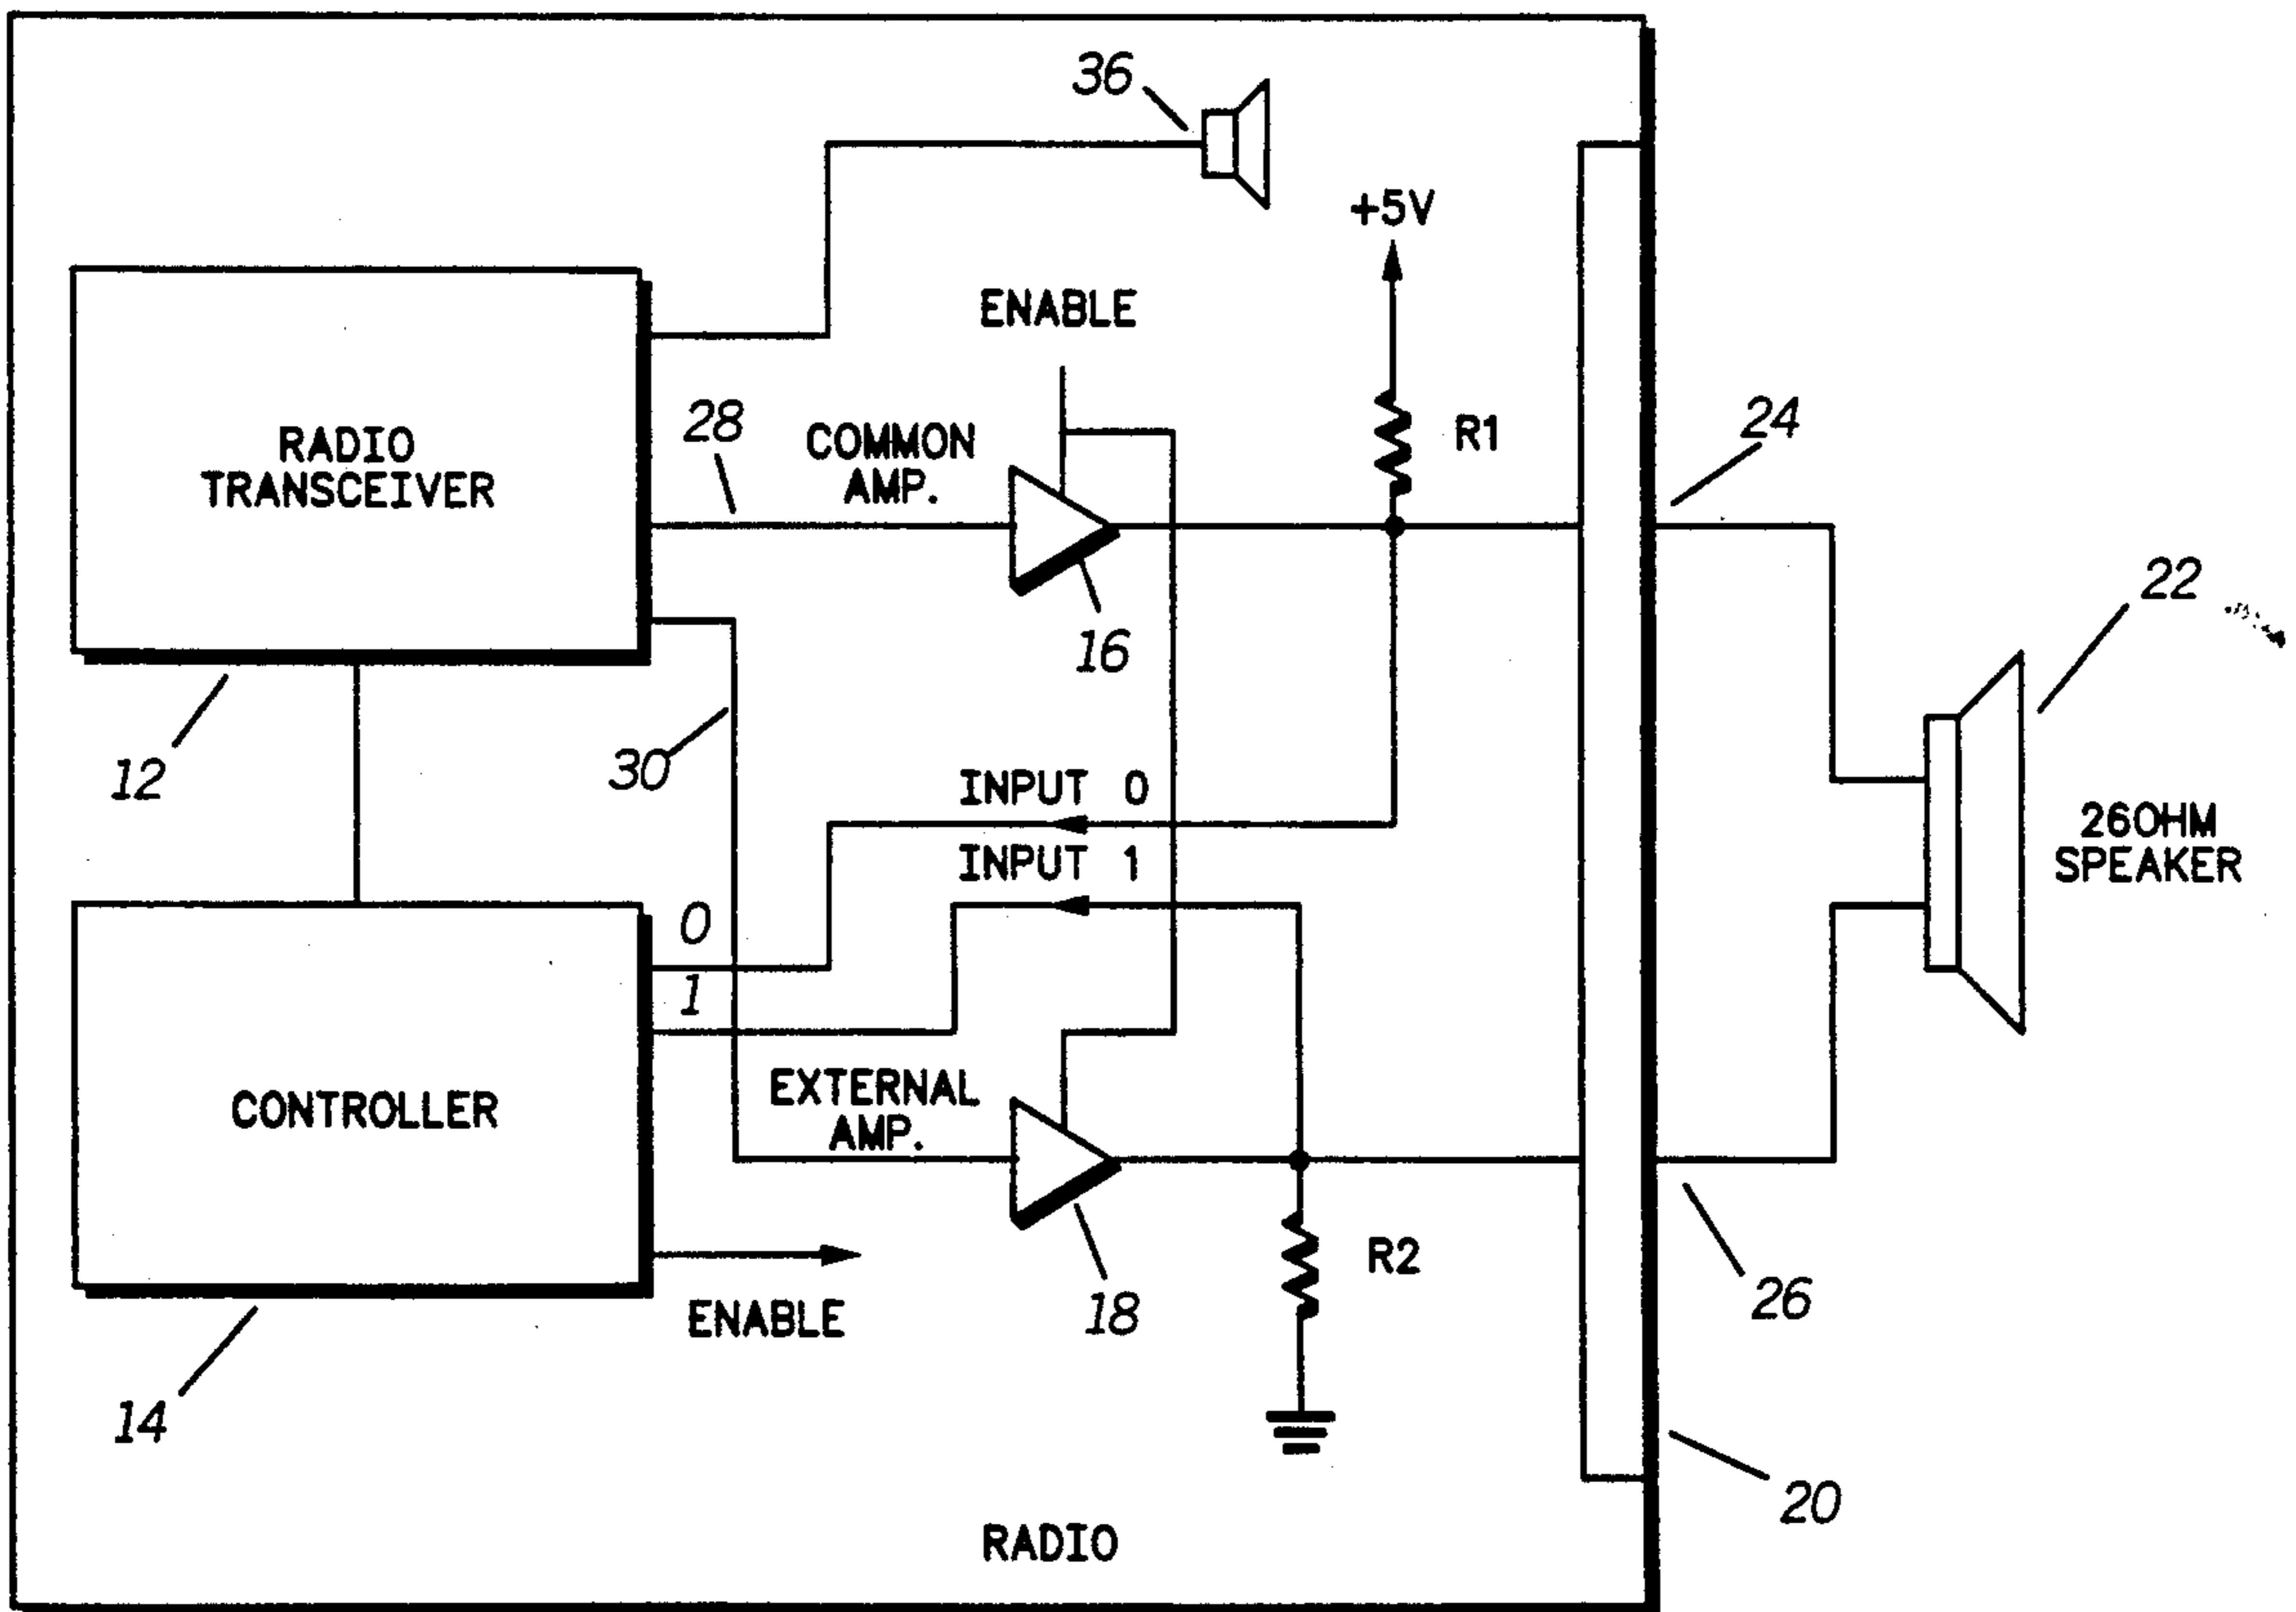 36
+5V
ENABLE
28
COMMON
AMP.
R1
24
RADIO
TRANSCEIVER
22
16
12
30
INPUT 0
INPUT 1
26OHM
SPEAKER
0
1
CONTROLLER
EXTERNAL
AMP.
R2
26
18
ENABLE
14
20
RADIO